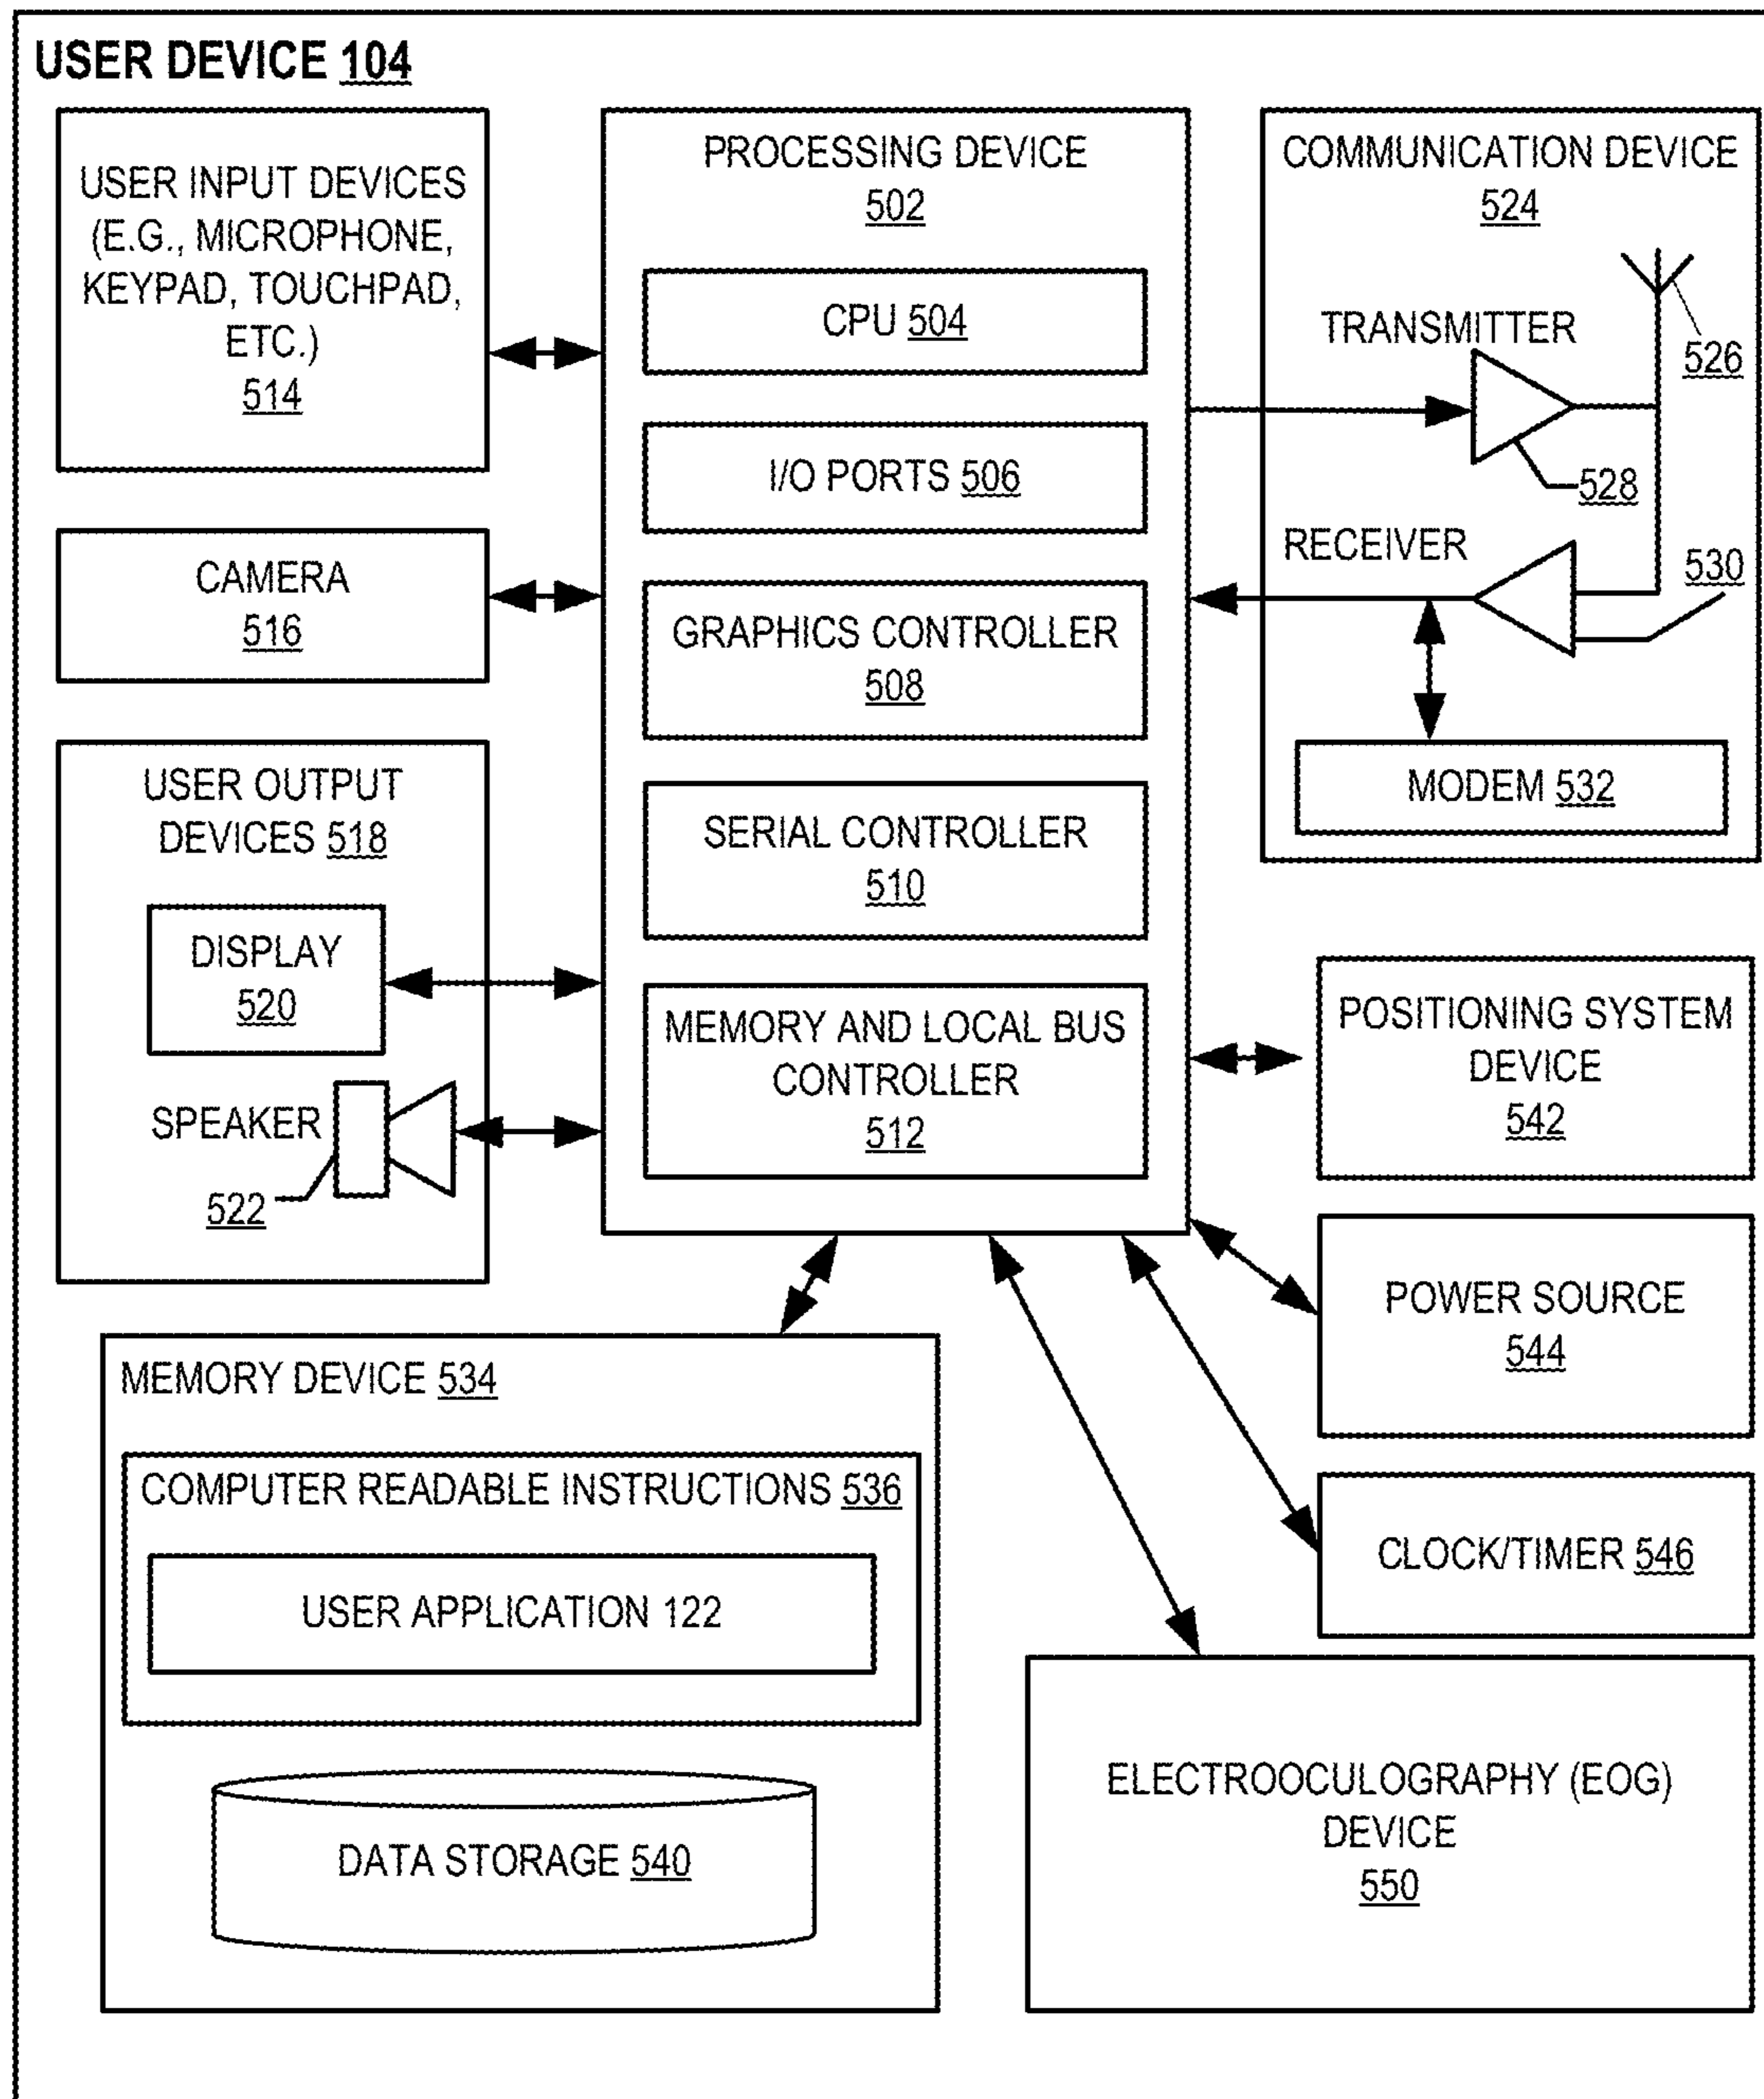 USER DEVICE 104
USER INPUT DEVICES
(E.G., MICROPHONE,
KEYPAD, TOUCHPAD,
ETC.)
514
CAMERA
516
USER OUTPUT
DEVICES 518
DISPLAY
520
SPEAKER
522
PROCESSING DEVICE
502
CPU 504
I/O PORTS 506
GRAPHICS CONTROLLER
508
SERIAL CONTROLLER
510
MEMORY AND LOCAL BUS
CONTROLLER
512
COMMUNICATION DEVICE
524
TRANSMITTER
526
528
RECEIVER
530
MODEM 532
POSITIONING SYSTEM
DEVICE
542
POWER SOURCE
544
CLOCK/TIMER 546
MEMORY DEVICE 534
COMPUTER READABLE INSTRUCTIONS 536
USER APPLICATION 122
DATA STORAGE 540
ELECTROOCULOGRAPHY (EOG)
DEVICE
550